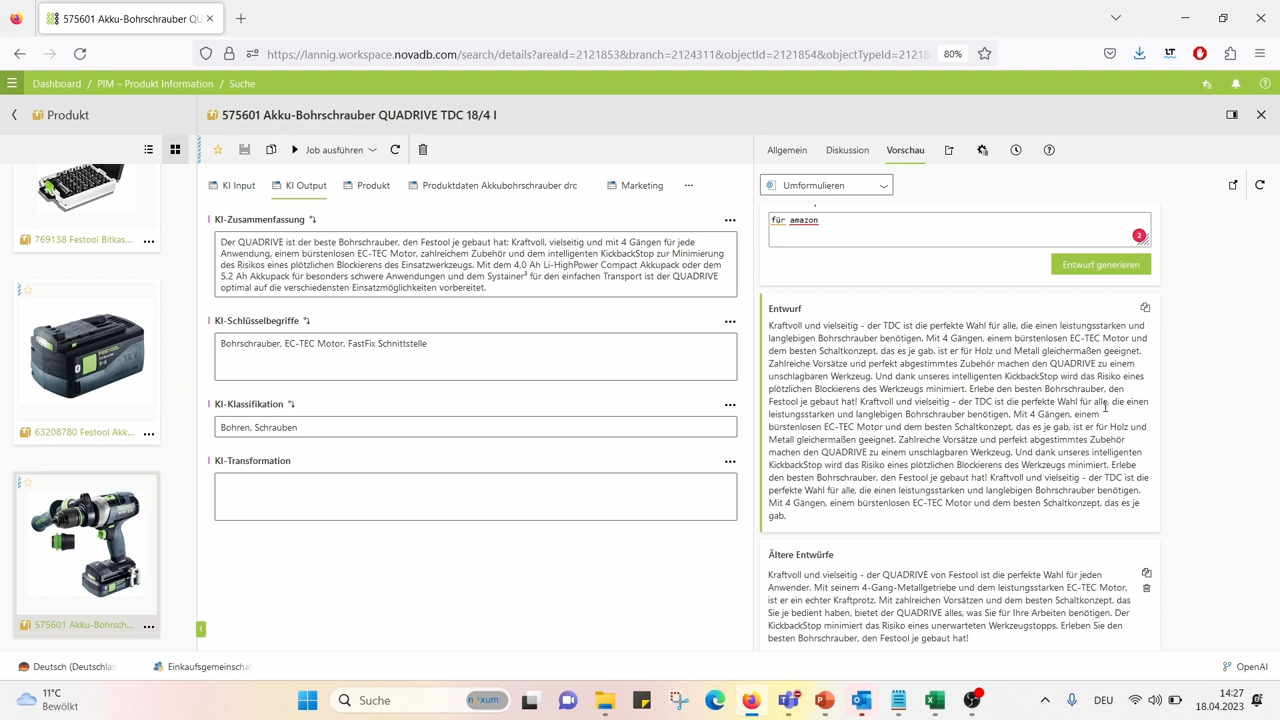 575601 Akku-Bohrschrauber QU
https://lannig.workspace.novadb.com/search/details?areaId=2121853&branch=2124311&objectId=2121854&objectTypeId=21218
80%
Dashboard / PIM – Produkt Information / Suche
Produkt
575601 Akku-Bohrschrauber QUADRIVE TDC 18/4 I
Job ausführen
Allgemein Diskussion Vorschau
KI Input KI Output Produkt Produktdaten Akkubohrschrauber drc Marketing ...
Umformulieren
769138 Festool Bitkas... ...
63208780 Festool Akk... ...
575601 Akku-Bohrsch... ...
KI-Zusammenfassung
Der QUADRIVE ist der beste Bohrschrauber, den Festool je gebaut hat: Kraftvoll, vielseitig und mit 4 Gängen für jede
Anwendung, einem bürstenlosen EC-TEC Motor, zahlreichem Zubehör und dem intelligenten KickbackStop zur Minimierung
des Risikos eines plötzlichen Blockierens des Einsatzwerkzeugs. Mit dem 4.0 Ah Li-HighPower Compact Akkupack oder dem
5.2 Ah Akkupack für besonders schwere Anwendungen und dem Systainer³ für den einfachen Transport ist der QUADRIVE
optimal auf die verschiedensten Einsatzmöglichkeiten vorbereitet.
KI-Schlüsselbegriffe
Bohrschrauber, EC-TEC Motor, FastFix Schnittstelle
KI-Klassifikation
Bohren, Schrauben
KI-Transformation
für amazon
2
Entwurf generieren
Entwurf
Kraftvoll und vielseitig - der TDC ist die perfekte Wahl für alle, die einen leistungsstarken und
langlebigen Bohrschrauber benötigen. Mit 4 Gängen, einem bürstenlosen EC-TEC Motor und
dem besten Schaltkonzept, das es je gab, ist er für Holz und Metall gleichermaßen geeignet.
Zahlreiche Vorsätze und perfekt abgestimmtes Zubehör machen den QUADRIVE zu einem
unschlagbaren Werkzeug. Und dank unseres intelligenten KickbackStop wird das Risiko eines
plötzlichen Blockierens des Werkzeugs minimiert. Erlebe den besten Bohrschrauber, den
Festool je gebaut hat! Kraftvoll und vielseitig - der TDC ist die perfekte Wahl für alle, die einen
leistungsstarken und langlebigen Bohrschrauber benötigen. Mit 4 Gängen, einem
bürstenlosen EC-TEC Motor und dem besten Schaltkonzept, das es je gab, ist er für Holz und
Metall gleichermaßen geeignet. Zahlreiche Vorsätze und perfekt abgestimmtes Zubehör
machen den QUADRIVE zu einem unschlagbaren Werkzeug. Und dank unseres intelligenten
KickbackStop wird das Risiko eines plötzlichen Blockierens des Werkzeugs minimiert. Erlebe
den besten Bohrschrauber, den Festool je gebaut hat! Kraftvoll und vielseitig - der TDC ist die
perfekte Wahl für alle, die einen leistungsstarken und langlebigen Bohrschrauber benötigen.
Mit 4 Gängen, einem bürstenlosen EC-TEC Motor und dem besten Schaltkonzept, das es je
gab,
Ältere Entwürfe
Kraftvoll und vielseitig - der QUADRIVE von Festool ist die perfekte Wahl für jeden
Anwender. Mit seinem 4-Gang-Metallgetriebe und dem leistungsstarken EC-TEC Motor,
ist er ein echter Kraftprotz. Mit zahlreichen Vorsätzen und dem besten Schaltkonzept, das
Sie je bedient haben, bietet der QUADRIVE alles, was Sie für Ihre Arbeiten benötigen. Der
KickbackStop minimiert das Risiko eines unerwarteten Werkzeugstopps. Erleben Sie den
besten Bohrschrauber, den Festool je gebaut hat!
Deutsch (Deutschlan Einkaufsgemeinscha OpenAI
11°C
Bewölkt
Suche
nexum
DEU
14:27
18.04.2023